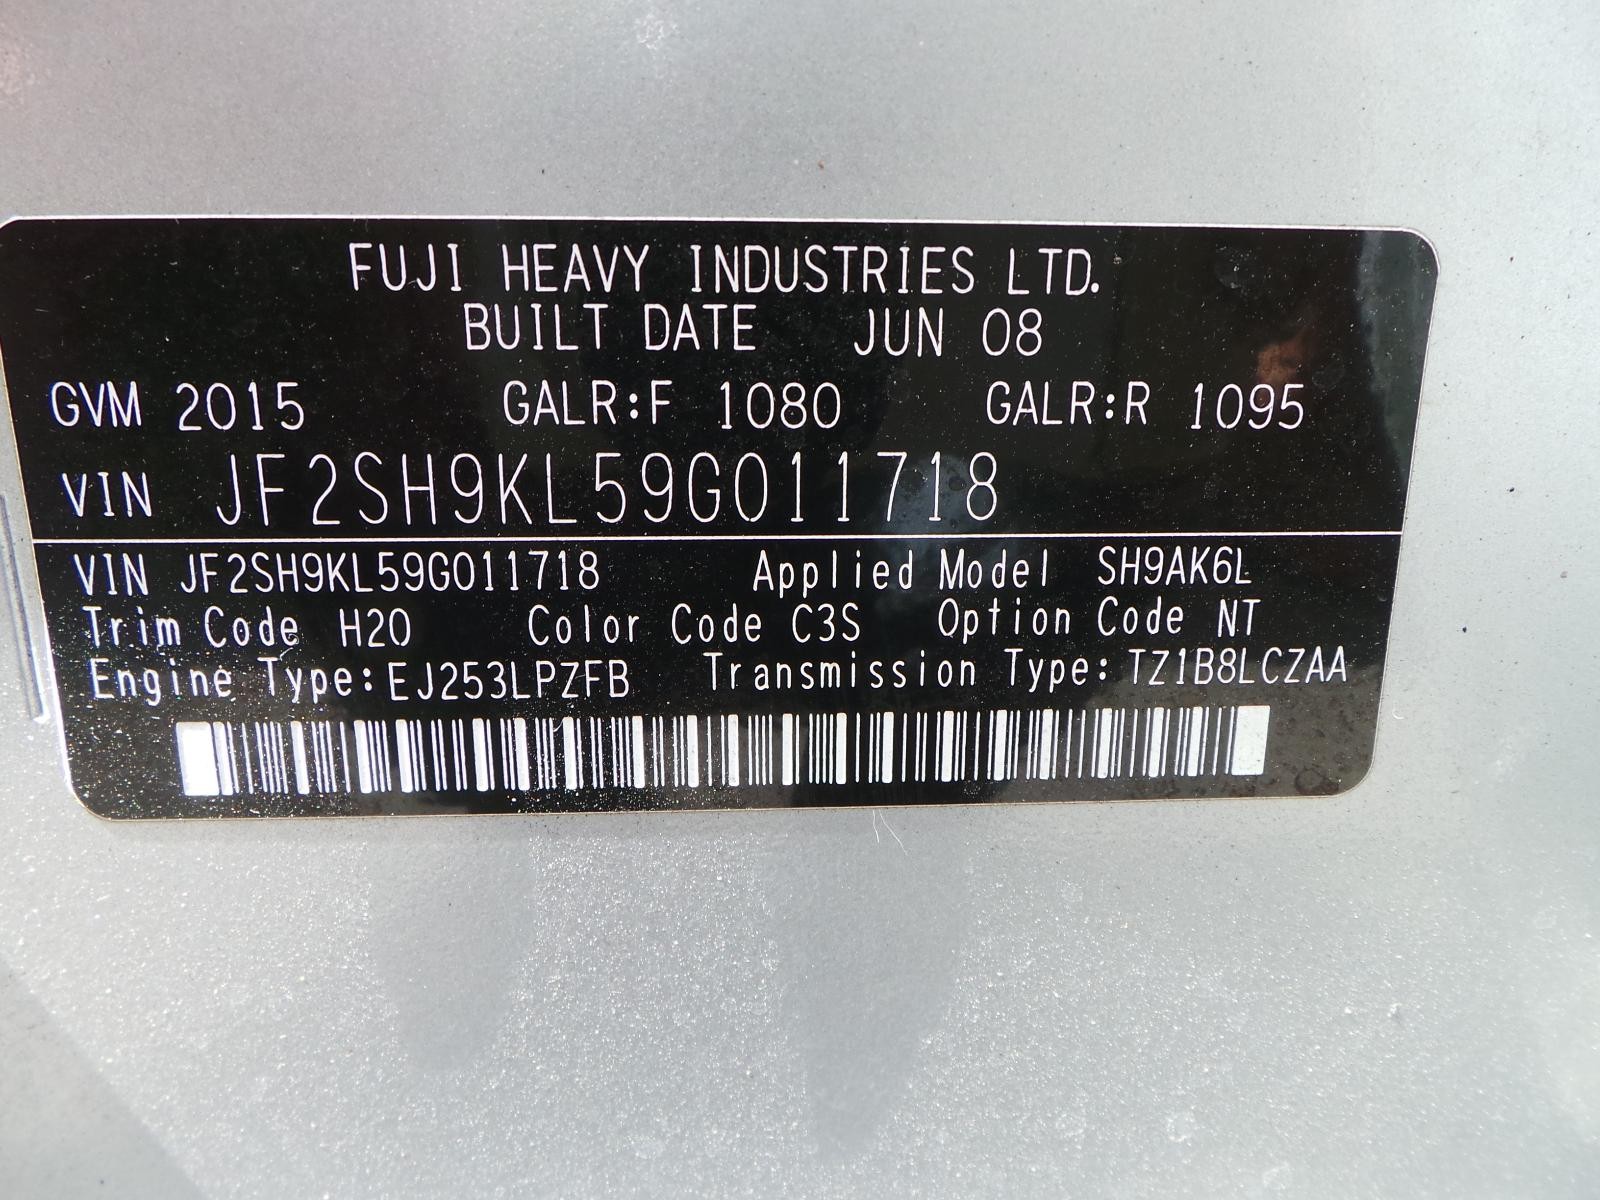 FUJI HEAVY INDUSTRIES LTD.
BUILT DATE JUN 08
GVM 2015 GALR:F 1080 GALR:R 1095
VIN JF2SH9KL59G011718
VIN JF2SH9KL59G011718 Applied Model SH9AK6L
Trim Code H20 Color Code C3S Option Code NT
Engine Type:EJ253LPZFB Transmission Type:TZ1B8LCZAA